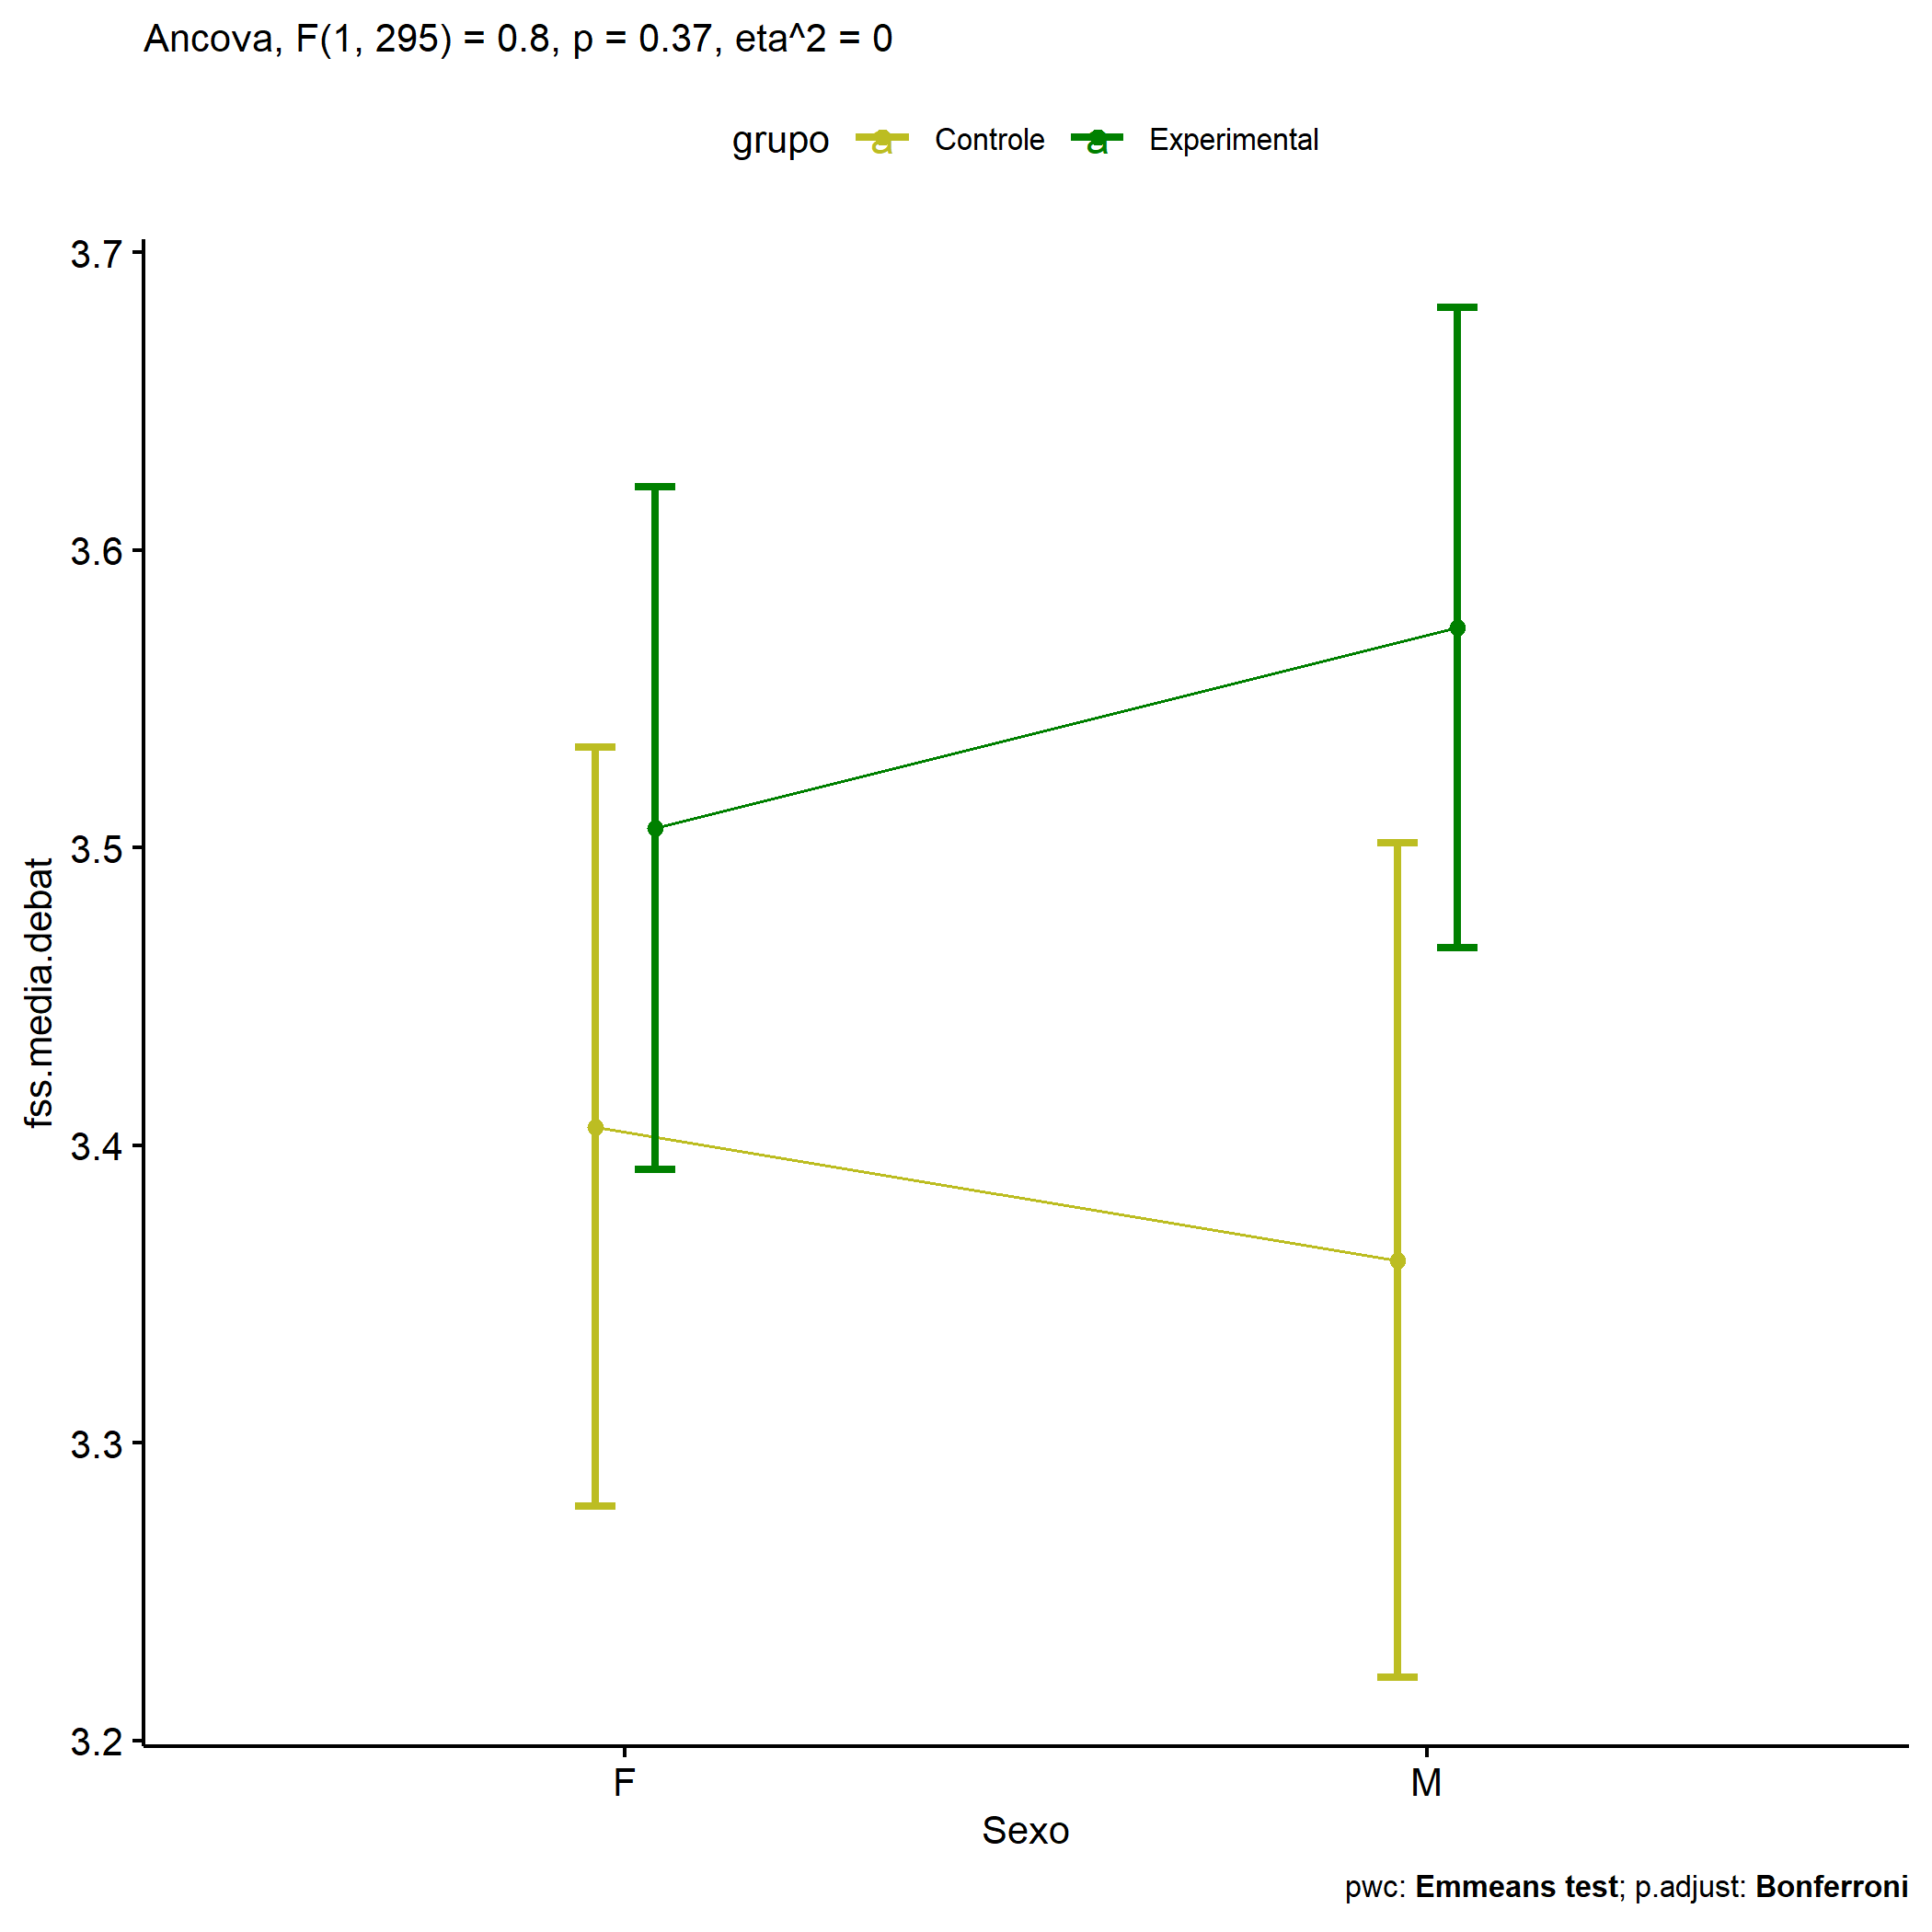 Ancova, F(1, 295) = 0.8, p = 0.37, eta^2 = 0
grupo a Controle a Experimental
3.7
3.6
3.5
3.4
3.3
3.2
fss.media.debat
F M
Sexo
pwc: Emmeans test; p.adjust: Bonferroni